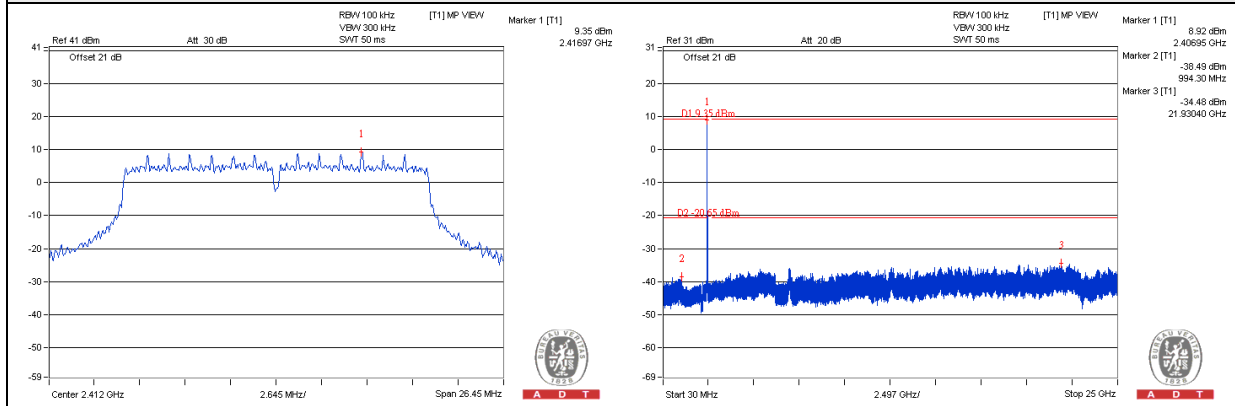 RBW 100 kHz
[T1] MP VIEW
VBW 300 kHz
Ref 41 dBm
Att 30 dB
SWT 50 ms
Marker 1 [T1]
9.35 dBm
2.41697 GHz
41
Offset 21 dB
30
20
10
0
-10
-20
-30
-40
-50
-59
1
Center 2.412 GHz
2.645 MHz/
Span 26.45 MHz
BUREAU VERITAS
1828
A D T
RBW 100 kHz
[T1] MP VIEW
VBW 300 kHz
Ref 31 dBm
Att 20 dB
SWT 50 ms
Marker 1 [T1]
8.92 dBm
2.40695 GHz
Marker 2 [T1]
-38.49 dBm
994.30 MHz
Marker 3 [T1]
-34.48 dBm
21.93040 GHz
31
Offset 21 dB
20
10
0
-10
-20
-30
-40
-50
-60
-69
1
D1 9.35 dBm
D2 -20.65 dBm
2
3
Start 30 MHz
2.497 GHz/
Stop 25 GHz
BUREAU VERITAS
1828
A D T